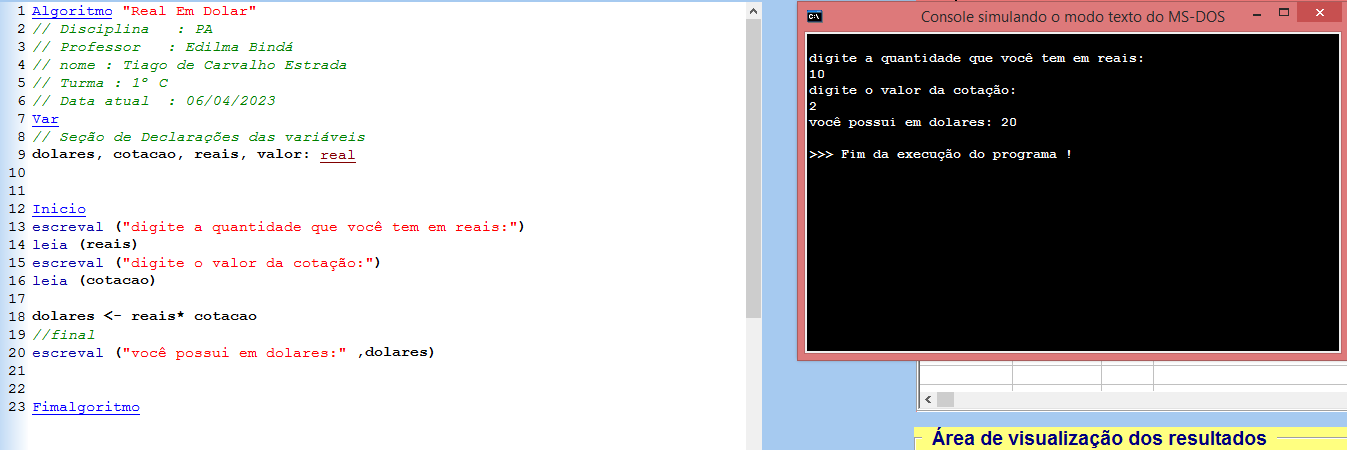 1 Algoritmo "Real Em Dolar"
2 // Disciplina   : PA
3 // Professor   : Edilma Bindá
4 // nome : Tiago de Carvalho Estrada
5 // Turma : 1º C
6 // Data atual  : 06/04/2023
7 Var
8 // Seção de Declarações das variáveis
9 dolares, cotacao, reais, valor: real
10
11
12 Inicio
13 escreval ("digite a quantidade que você tem em reais:")
14 leia (reais)
15 escreval ("digite o valor da cotação:")
16 leia (cotacao)
17
18 dolares <- reais* cotacao
19 //final
20 escreval ("você possui em dolares:" ,dolares)
21
22
23 Fimalgoritmo
Console simulando o modo texto do MS-DOS
digite a quantidade que você tem em reais:
10
digite o valor da cotação:
2
você possui em dolares: 20
>>> Fim da execução do programa !
Área de visualização dos resultados